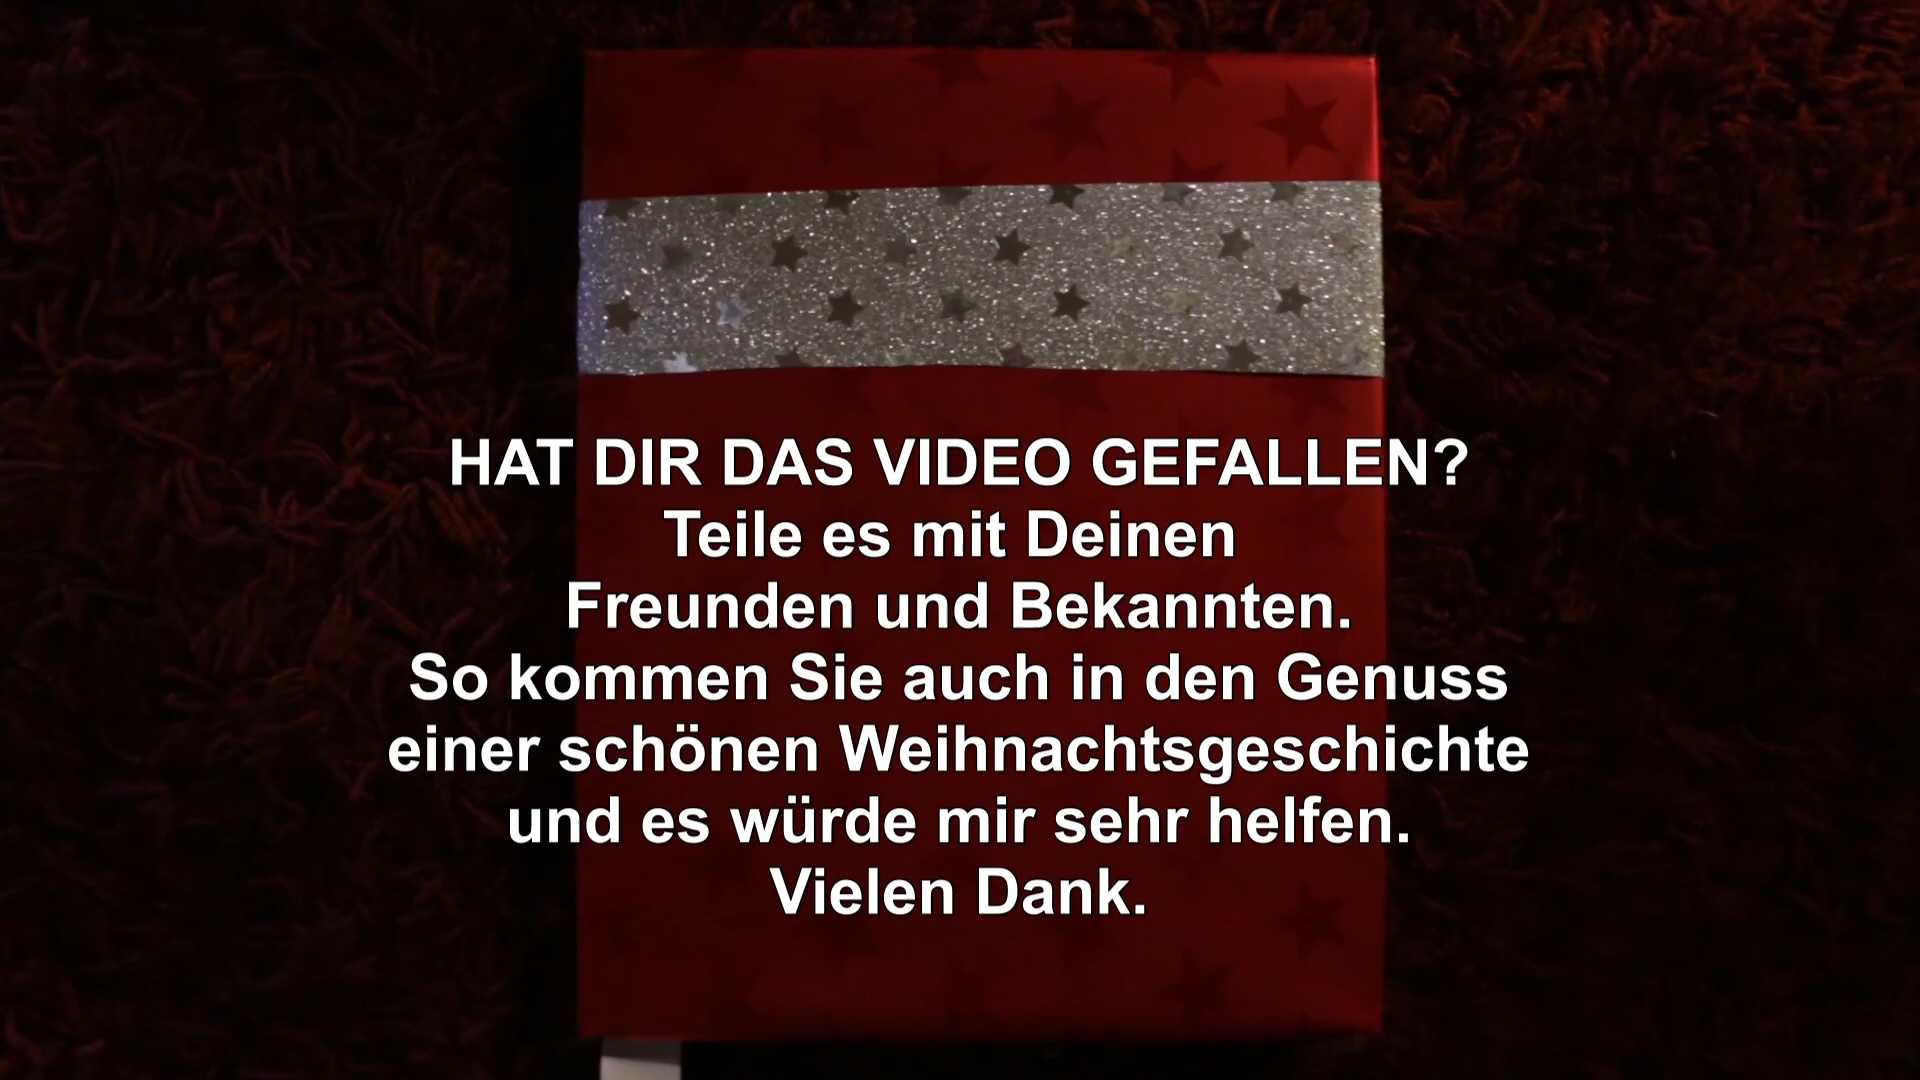 HAT DIR DAS VIDEO GEFALLEN?
Teile es mit Deinen
Freunden und Bekannten.
So kommen Sie auch in den Genuss
einer schönen Weihnachtsgeschichte
und es würde mir sehr helfen.
Vielen Dank.